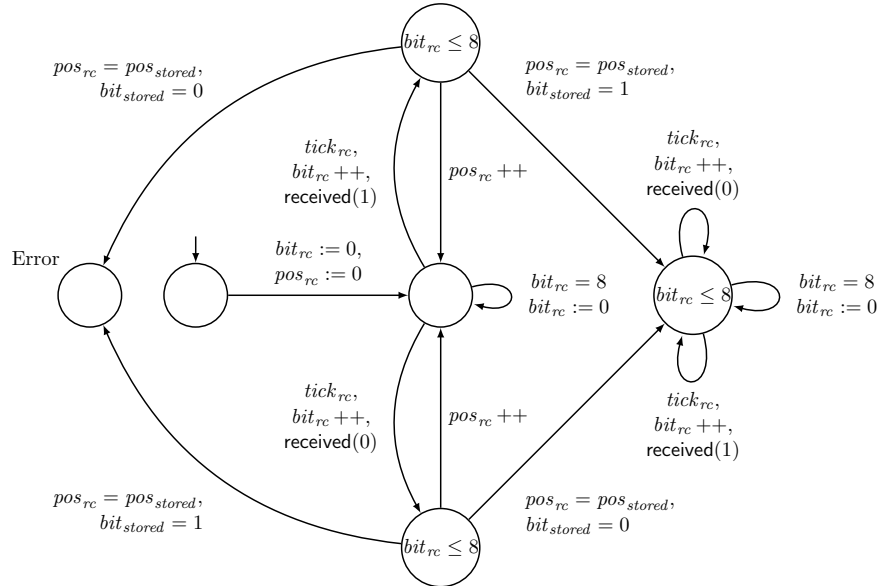 bit_rc ≤ 8
pos_rc = pos_stored,
bit_stored = 0
pos_rc = pos_stored,
bit_stored = 1
tick_rc,
bit_rc ++,
received(1)
pos_rc ++
tick_rc,
bit_rc ++,
received(0)
Error
bit_rc := 0,
pos_rc := 0
bit_rc = 8
bit_rc := 0
bit_rc ≤ 8
bit_rc = 8
bit_rc := 0
tick_rc,
bit_rc ++,
received(0)
pos_rc ++
tick_rc,
bit_rc ++,
received(1)
pos_rc = pos_stored,
bit_stored = 1
pos_rc = pos_stored,
bit_stored = 0
bit_rc ≤ 8